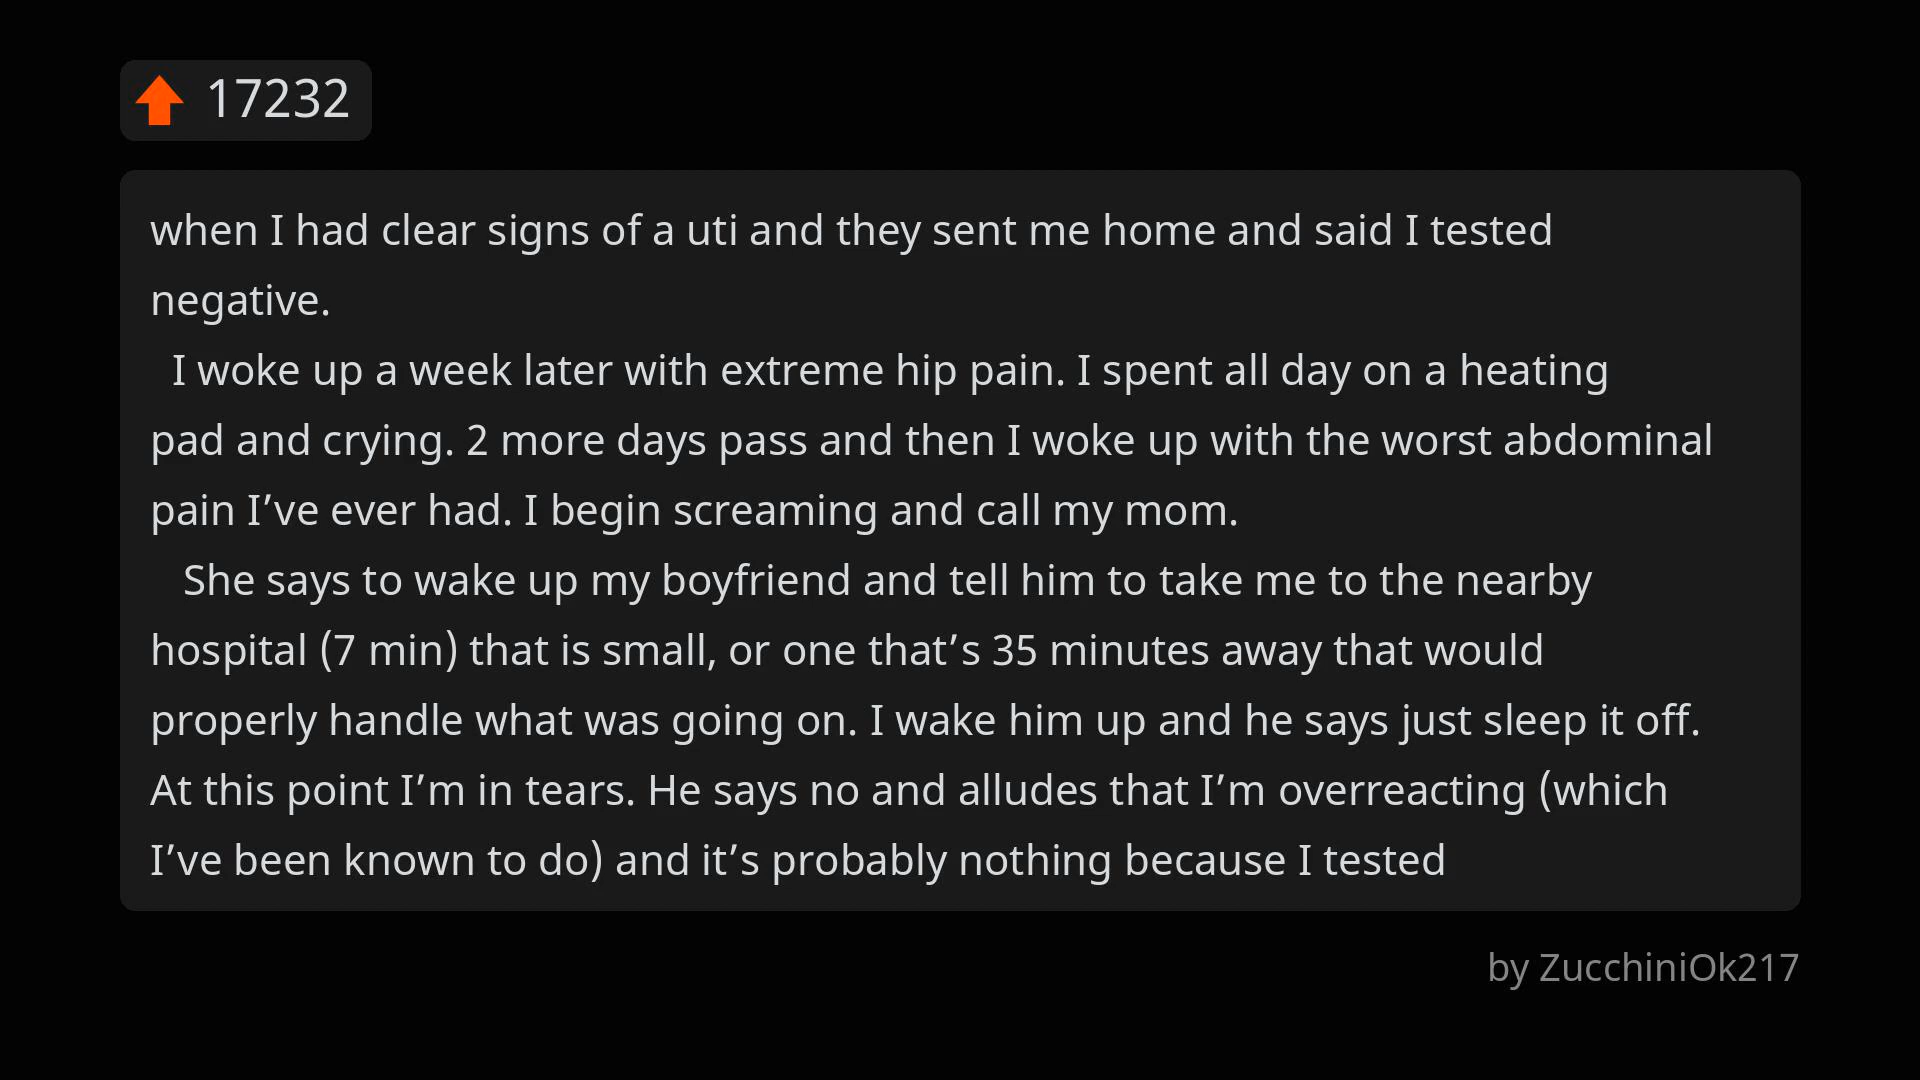 17232
when I had clear signs of a uti and they sent me home and said I tested
negative.
I woke up a week later with extreme hip pain. I spent all day on a heating
pad and crying. 2 more days pass and then I woke up with the worst abdominal
pain I’ve ever had. I begin screaming and call my mom.
She says to wake up my boyfriend and tell him to take me to the nearby
hospital (7 min) that is small, or one that’s 35 minutes away that would
properly handle what was going on. I wake him up and he says just sleep it off.
At this point I’m in tears. He says no and alludes that I’m overreacting (which
I’ve been known to do) and it’s probably nothing because I tested
by ZucchiniOk217